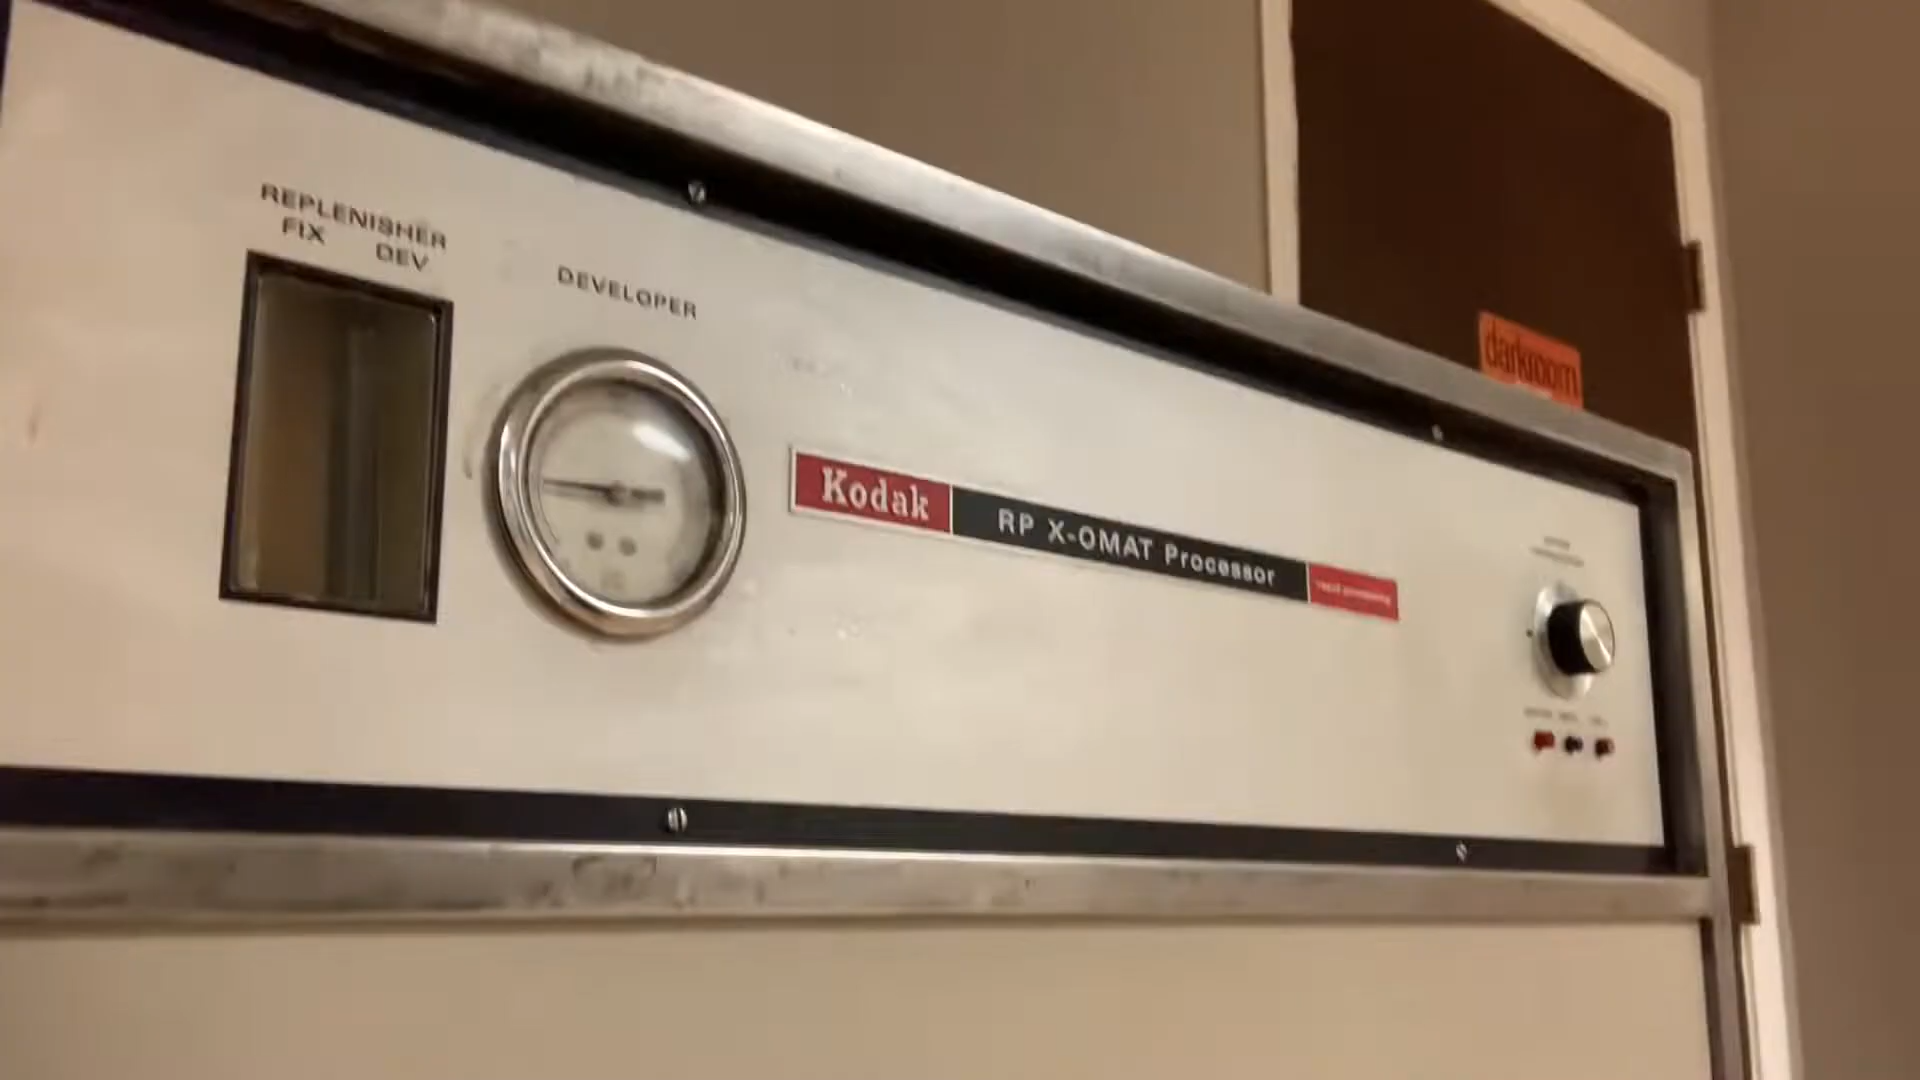 REPLENISHER
FIX DEV
DEVELOPER
Kodak RP X-OMAT Processor
darkroom